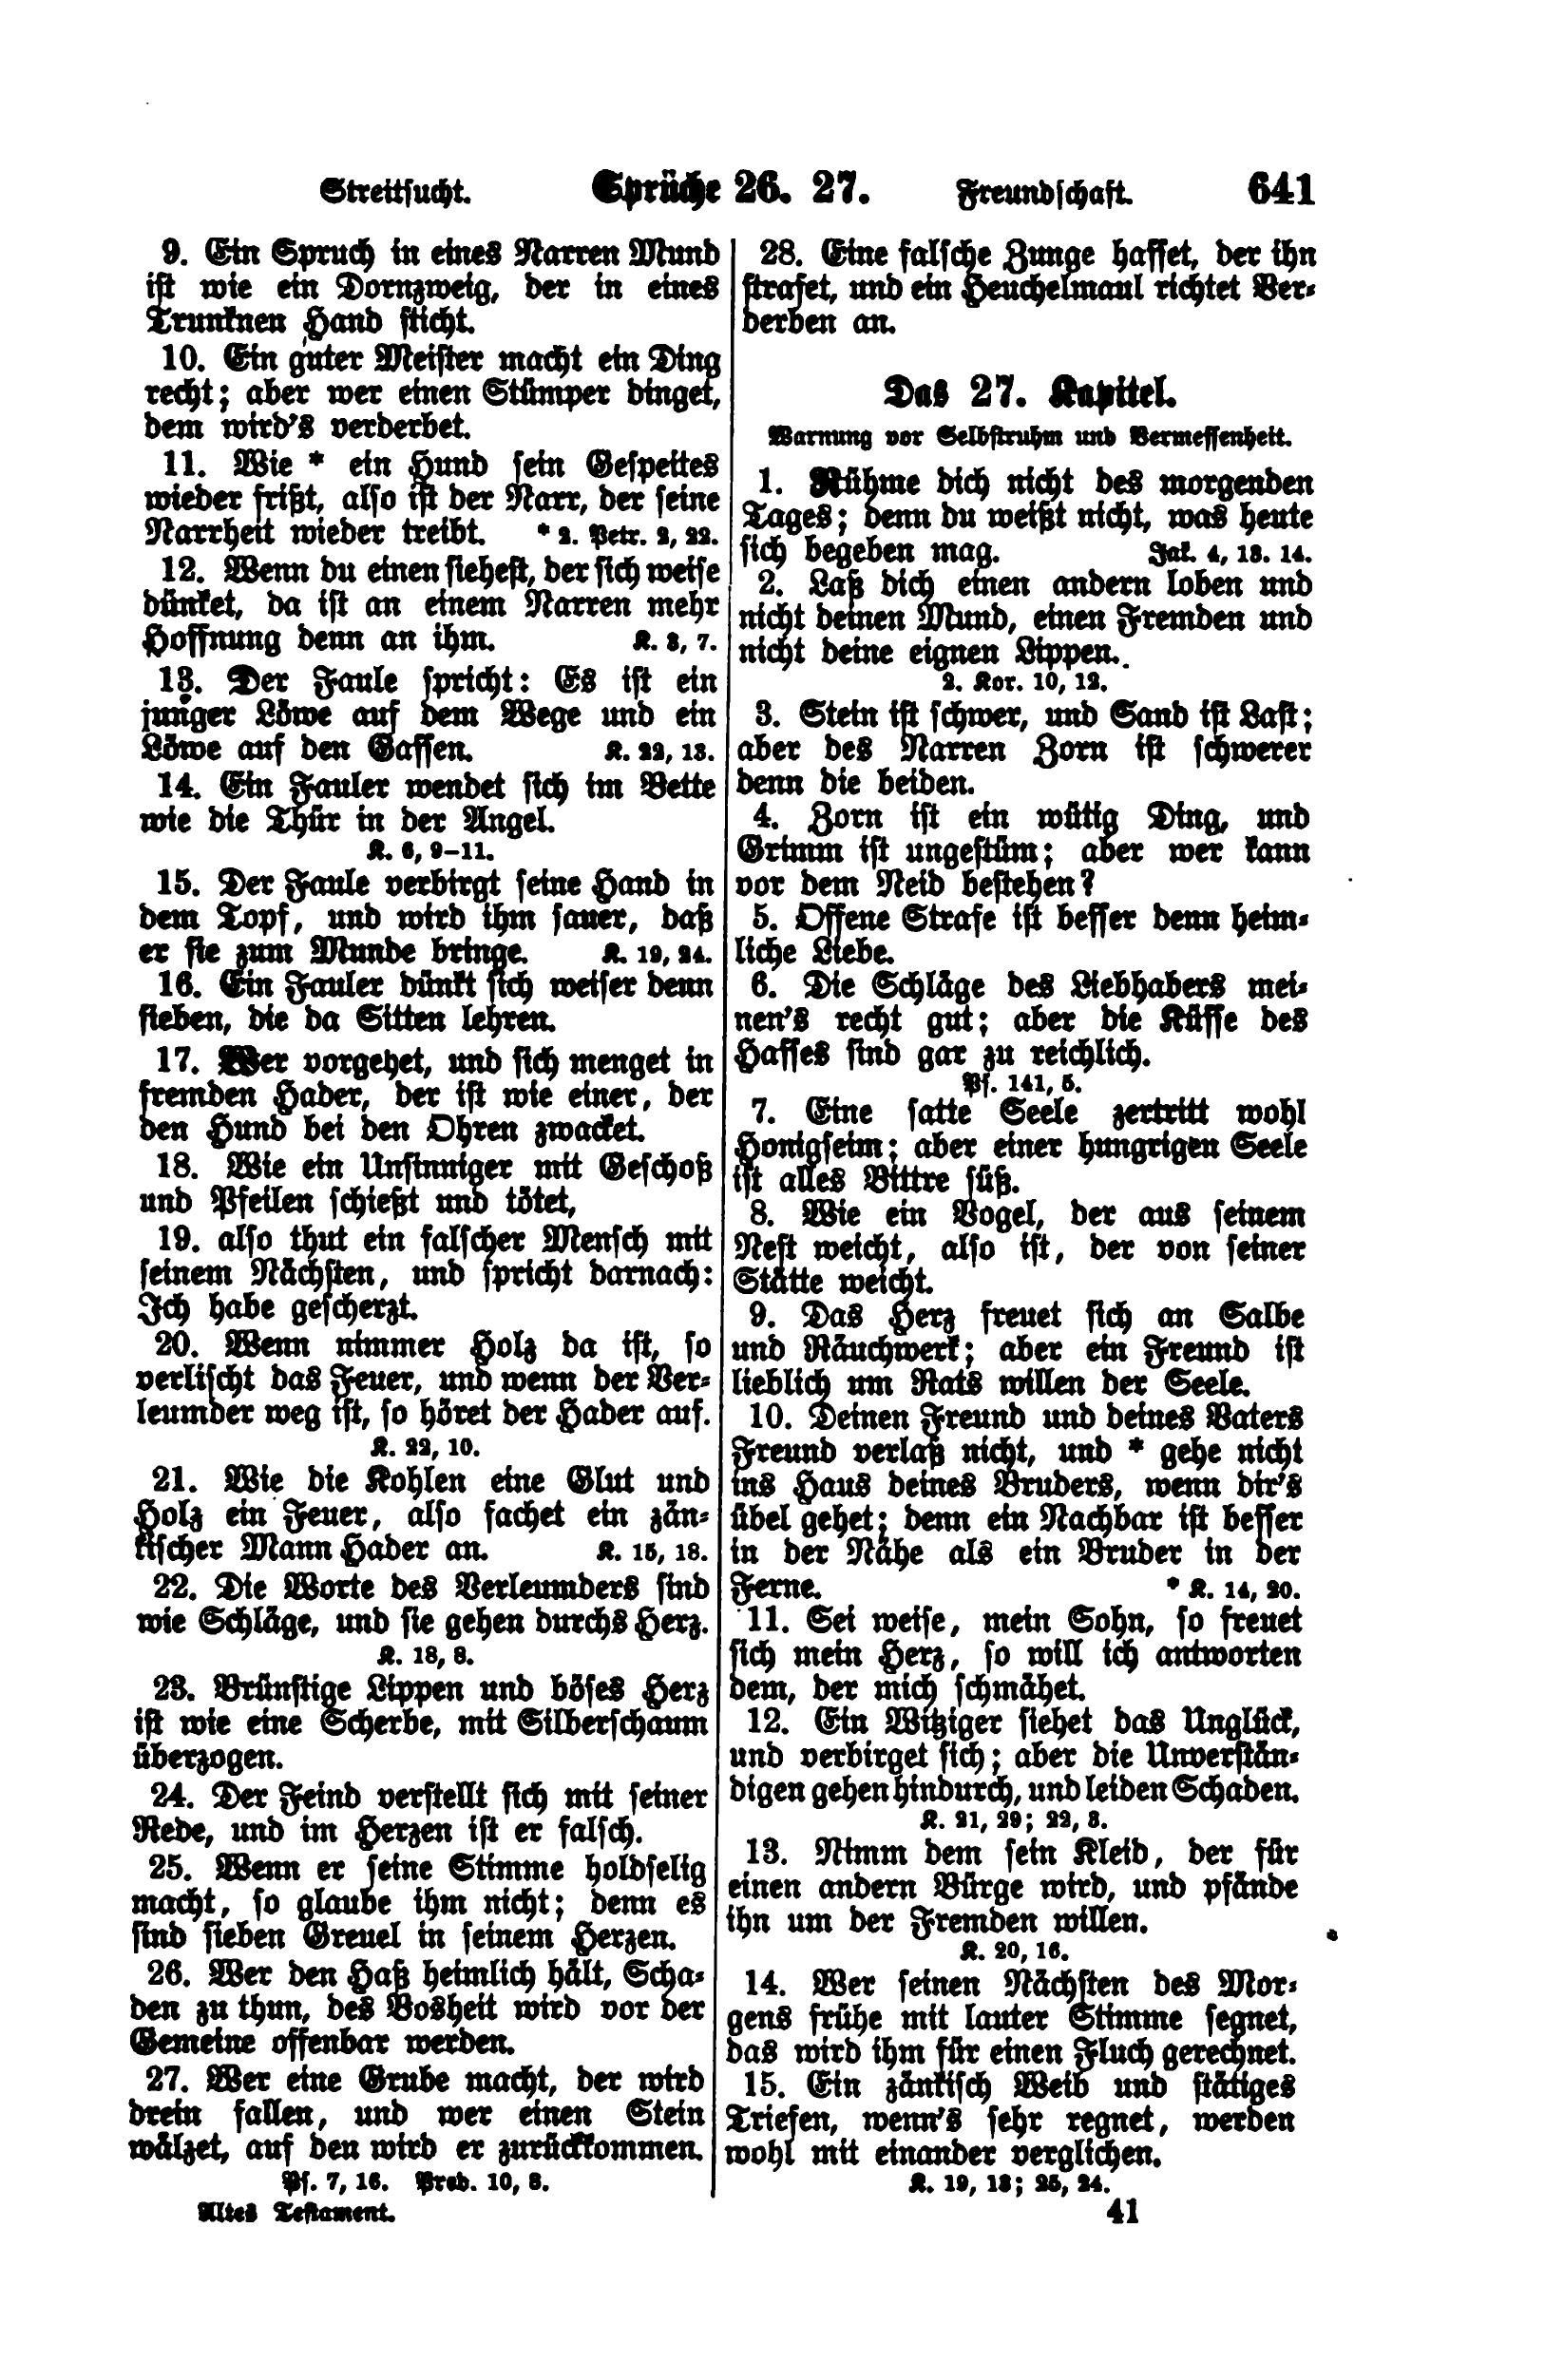 Streitsucht. Sprüche 26. 27. Freundschaft. 641
9. Ein Spruch in eines Narren Mund
ist wie ein Dornzweig, der in eines
Trunknen Hand sticht.
10. Ein guter Meister macht ein Ding
recht; aber wer einen Stümper dinget,
dem wird's verderbet.
11. Wie * ein Hund sein Gespeites
wieder frißt, also ist der Narr, der seine
Narrheit wieder treibt. * 2. Petr. 2, 22.
12. Wenn du einen siehest, der sich weise
dünket, da ist an einem Narren mehr
Hoffnung denn an ihm. K. 3, 7.
13. Der Faule spricht: Es ist ein
junger Löwe auf dem Wege und ein
Löwe auf den Gassen. K. 22, 13.
14. Ein Fauler wendet sich im Bette
wie die Thür in der Angel.
K. 6, 9–11.
15. Der Faule verbirgt seine Hand in
dem Topf, und wird ihm sauer, daß
er sie zum Munde bringe. K. 19, 24.
16. Ein Fauler dünkt sich weiser denn
sieben, die da Sitten lehren.
17. Wer vorgehet, und sich menget in
fremden Hader, der ist wie einer, der
den Hund bei den Ohren zwacket.
18. Wie ein Unsinniger mit Geschoß
und Pfeilen schießt und tötet,
19. also thut ein falscher Mensch mit
seinem Nächsten, und spricht darnach:
Ich habe gescherzt.
20. Wenn nimmer Holz da ist, so
verlischt das Feuer, und wenn der Ver-
leumder weg ist, so höret der Hader auf.
K. 22, 10.
21. Wie die Kohlen eine Glut und
Holz ein Feuer, also fachet ein zän-
kischer Mann Hader an. K. 15, 18.
22. Die Worte des Verleumders sind
wie Schläge, und sie gehen durchs Herz.
K. 18, 8.
23. Brünstige Lippen und böses Herz
ist wie eine Scherbe, mit Silberschaum
überzogen.
24. Der Feind verstellt sich mit seiner
Rede, und im Herzen ist er falsch.
25. Wenn er seine Stimme holdselig
macht, so glaube ihm nicht; denn es
sind sieben Greuel in seinem Herzen.
26. Wer den Haß heimlich hält, Scha-
den zu thun, des Bosheit wird vor der
Gemeine offenbar werden.
27. Wer eine Grube macht, der wird
drein fallen, und wer einen Stein
wälzet, auf den wird er zurückkommen.
Ps. 7, 16. Pred. 10, 8.
Altes Testament.
28. Eine falsche Zunge hasset, der ihn
strafet, und ein Heuchelmaul richtet Ver-
derben an.
Das 27. Kapitel.
Warnung vor Selbstruhm und Vermessenheit.
1. Rühme dich nicht des morgenden
Tages; denn du weißt nicht, was heute
sich begeben mag. Jak. 4, 13. 14.
2. Laß dich einen andern loben und
nicht deinen Mund, einen Fremden und
nicht deine eignen Lippen.
2. Kor. 10, 12.
3. Stein ist schwer, und Sand ist Last;
aber des Narren Zorn ist schwerer
denn die beiden.
4. Zorn ist ein wütig Ding, und
Grimm ist ungestüm; aber wer kann
vor dem Neid bestehen?
5. Offene Strafe ist besser denn heim-
liche Liebe.
6. Die Schläge des Liebhabers mei-
nen's recht gut; aber die Küsse des
Hasses sind gar zu reichlich.
Ps. 141, 5.
7. Eine satte Seele zertritt wohl
Honigseim; aber einer hungrigen Seele
ist alles Bittre süß.
8. Wie ein Vogel, der aus seinem
Nest weicht, also ist, der von seiner
Stätte weicht.
9. Das Herz freuet sich an Salbe
und Räuchwerk; aber ein Freund ist
lieblich um Rats willen der Seele.
10. Deinen Freund und deines Vaters
Freund verlaß nicht, und * gehe nicht
ins Haus deines Bruders, wenn dir's
übel gehet; denn ein Nachbar ist besser
in der Nähe als ein Bruder in der
Ferne. * K. 14, 20.
11. Sei weise, mein Sohn, so freuet
sich mein Herz, so will ich antworten
dem, der mich schmähet.
12. Ein Witziger siehet das Unglück,
und verbirget sich; aber die Unverstän-
digen gehen hindurch, und leiden Schaden.
K. 21, 29; 22, 3.
13. Nimm dem sein Kleid, der für
einen andern Bürge wird, und pfände
ihn um der Fremden willen.
K. 20, 16.
14. Wer seinen Nächsten des Mor-
gens frühe mit lauter Stimme segnet,
das wird ihm für einen Fluch gerechnet.
15. Ein zänkisch Weib und stätiges
Triefen, wenn's sehr regnet, werden
wohl mit einander verglichen.
K. 19, 13; 25, 24.
41